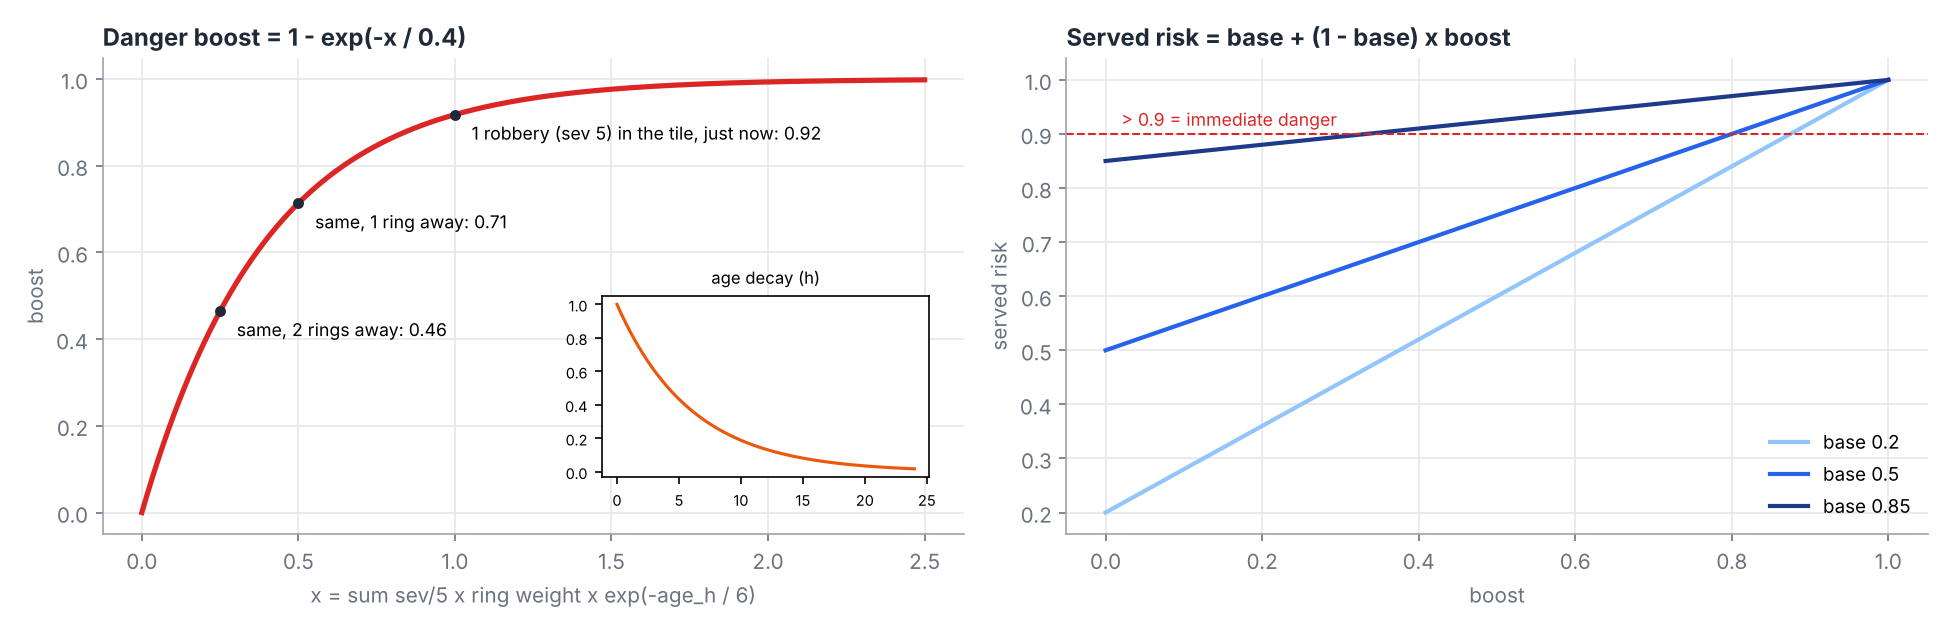 Danger boost = 1 - exp(-x / 0.4)
boost
1.0
0.8
0.6
0.4
0.2
0.0
1 robbery (sev 5) in the tile, just now: 0.92
same, 1 ring away: 0.71
same, 2 rings away: 0.46
age decay (h)
1.0
0.8
0.6
0.4
0.2
0.0
0 5 10 15 20 25
0.0 0.5 1.0 1.5 2.0 2.5
x = sum sev/5 x ring weight x exp(-age_h / 6)
Served risk = base + (1 - base) x boost
served risk
1.0
0.9
0.8
0.7
0.6
0.5
0.4
0.3
0.2
> 0.9 = immediate danger
base 0.2
base 0.5
base 0.85
0.0 0.2 0.4 0.6 0.8 1.0
boost